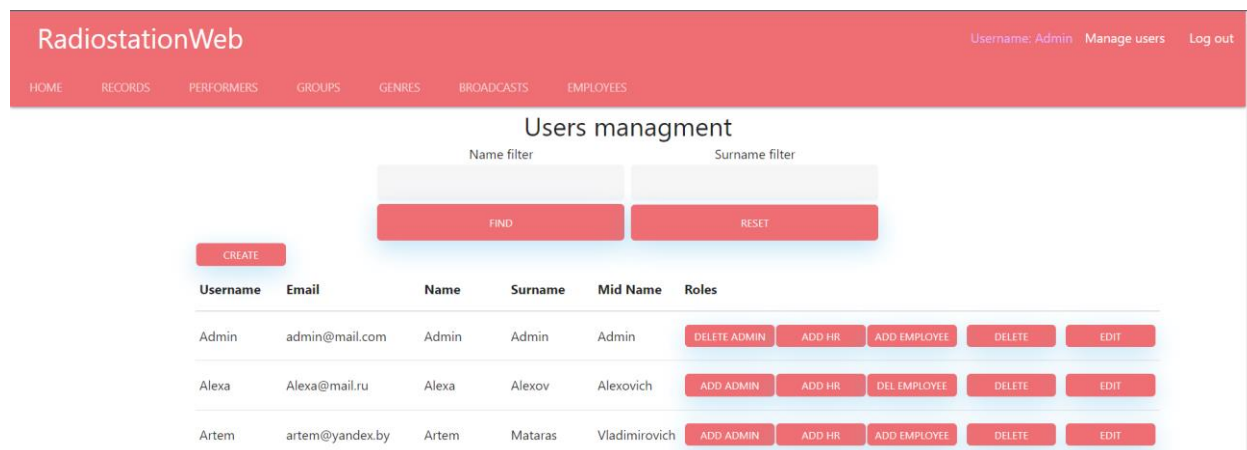 RadiostationWeb
Username: Admin Manage users Log out
HOME RECORDS PERFORMERS GROUPS GENRES BROADCASTS EMPLOYEES
Users managment
Name filter Surname filter
FIND RESET
CREATE
Username Email Name Surname Mid Name Roles
Admin admin@mail.com Admin Admin Admin DELETE ADMIN ADD HR ADD EMPLOYEE DELETE EDIT
Alexa Alexa@mail.ru Alexa Alexov Alexovich ADD ADMIN ADD HR DEL EMPLOYEE DELETE EDIT
Artem artem@yandex.by Artem Mataras Vladimirovich ADD ADMIN ADD HR ADD EMPLOYEE DELETE EDIT